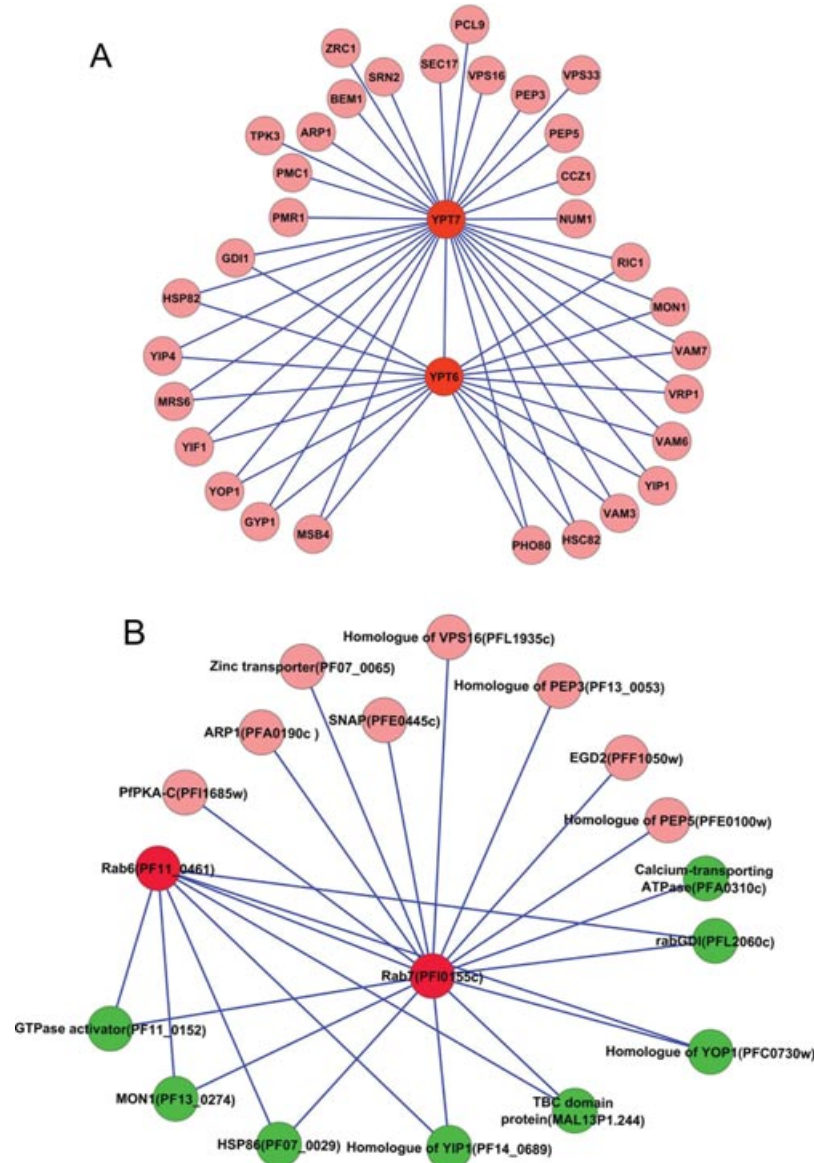 A
PCL9
ZRC1
SRN2
SEC17
VPS16
VPS33
BEM1
PEP3
TPK3
ARP1
PEP5
PMC1
CCZ1
PMR1
YPT7
NUM1
GDI1
RIC1
HSP82
MON1
YIP4
VAM7
YPT6
MRS6
VRP1
YIF1
VAM6
YOP1
YIP1
GYP1
VAM3
MSB4
PHO80
HSC82
B
Homologue of VPS16(PFL1935c)
Zinc transporter(PF07_0065)
Homologue of PEP3(PF13_0053)
SNAP(PFE0445c)
ARP1(PFA0190c )
EGD2(PFF1050w)
PfPKA-C(PFI1685w)
Homologue of PEP5(PFE0100w)
Rab6(PF11_0461)
Calcium-transporting
ATPase(PFA0310c)
rabGDI(PFL2060c)
Rab7(PFI0155c)
GTPase activator(PF11_0152)
Homologue of YOP1(PFC0730w)
MON1(PF13_0274)
TBC domain
protein(MAL13P1.244)
HSP86(PF07_0029)
Homologue of YIP1(PF14_0689)